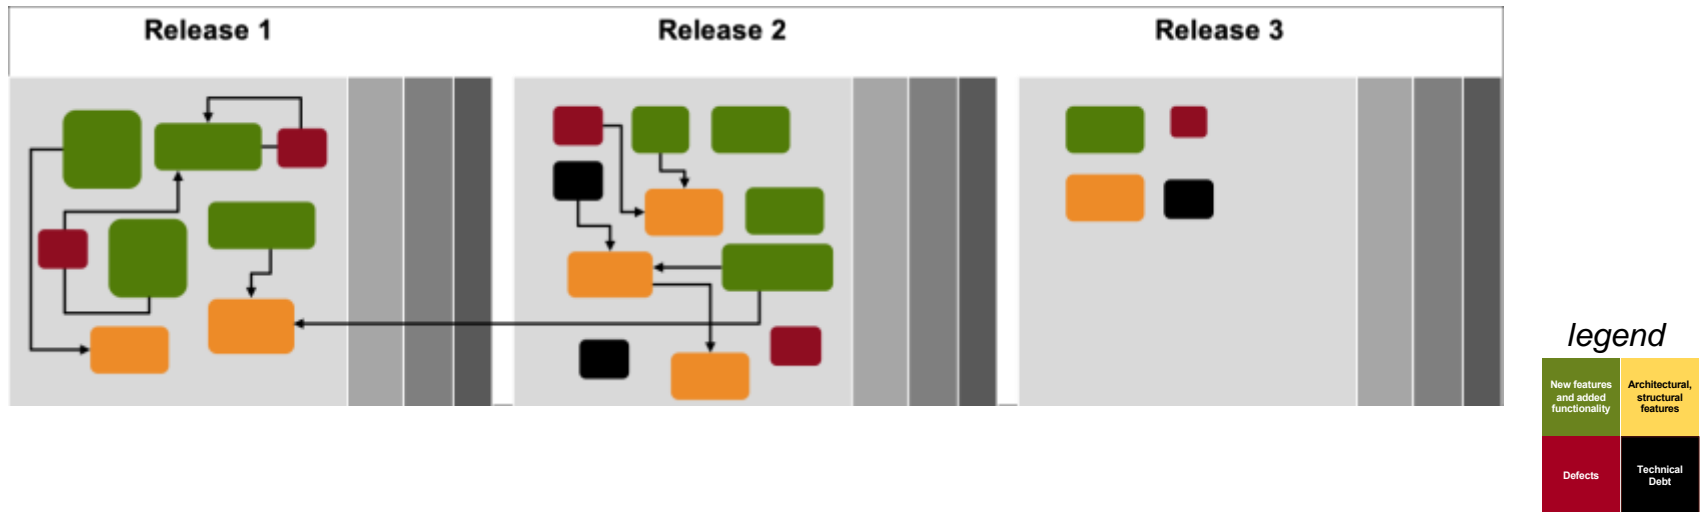 Release 1
Release 2
Release 3
legend
New features
and added
functionality
Architectural,
structural
features
Defects
Technical
Debt